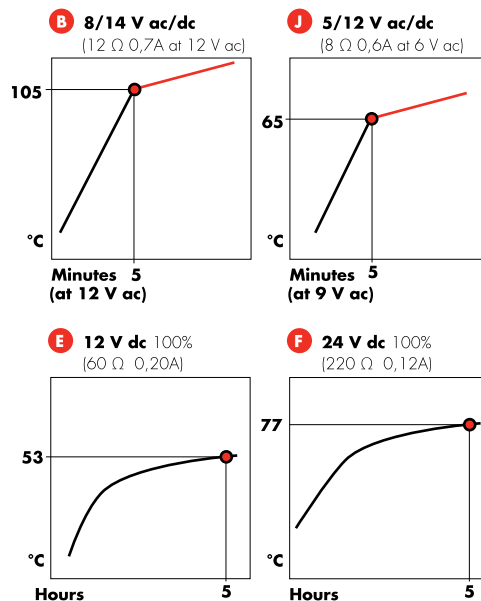 B 8/14 V ac/dc
(12 Ω 0,7A at 12 V ac)
105
°C
Minutes 5
(at 12 V ac)
J 5/12 V ac/dc
(8 Ω 0,6A at 6 V ac)
65
°C
Minutes 5
(at 9 V ac)
E 12 V dc 100%
(60 Ω 0,20A)
53
°C
Hours 5
F 24 V dc 100%
(220 Ω 0,12A)
77
°C
Hours 5